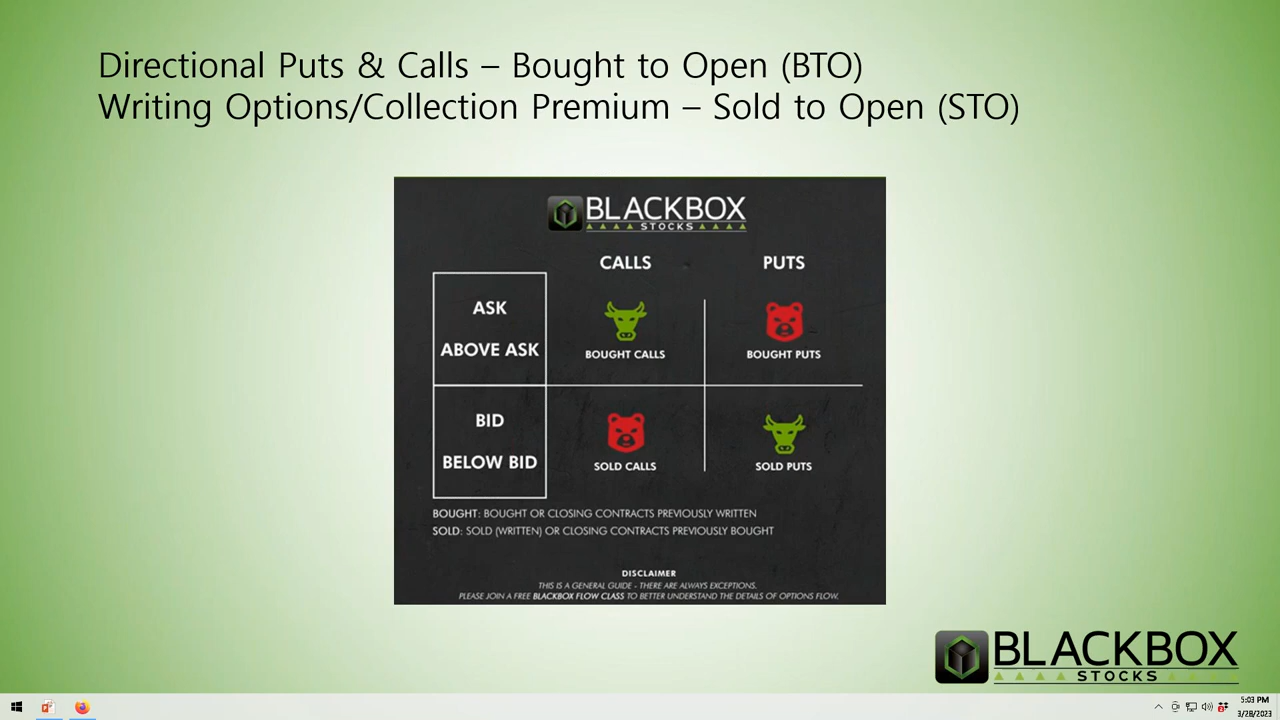 Directional Puts & Calls – Bought to Open (BTO)
Writing Options/Collection Premium – Sold to Open (STO)
BLACKBOX
STOCKS
CALLS PUTS
ASK
ABOVE ASK
BOUGHT CALLS BOUGHT PUTS
BID
BELOW BID
SOLD CALLS SOLD PUTS
BOUGHT: BOUGHT OR CLOSING CONTRACTS PREVIOUSLY WRITTEN
SOLD: SOLD (WRITTEN) OR CLOSING CONTRACTS PREVIOUSLY BOUGHT
DISCLAIMER
THIS IS A GENERAL GUIDE - THERE ARE ALWAYS EXCEPTIONS.
PLEASE JOIN A FREE BLACKBOX FLOW CLASS TO BETTER UNDERSTAND THE DETAILS OF OPTIONS FLOW.
BLACKBOX
STOCKS
5:03 PM
3/28/2023